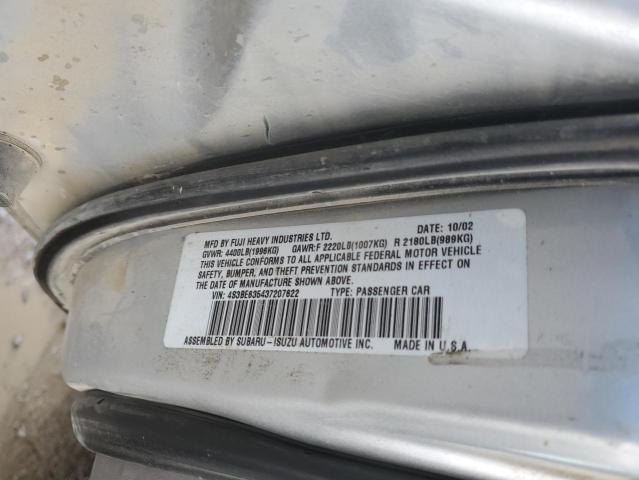 MFD BY FUJI HEAVY INDUSTRIES LTD. DATE: 10/02
GVWR: 4400LB(1996KG) GAWR:F 2220LB(1007KG) R 2180LB(989KG)
THIS VEHICLE CONFORMS TO ALL APPLICABLE FEDERAL MOTOR VEHICLE
SAFETY, BUMPER, AND THEFT PREVENTION STANDARDS IN EFFECT ON
THE DATE OF MANUFACTURE SHOWN ABOVE.
VIN: 4S3BE635437207622 TYPE: PASSENGER CAR
ASSEMBLED BY SUBARU-ISUZU AUTOMOTIVE INC. MADE IN U.S.A.